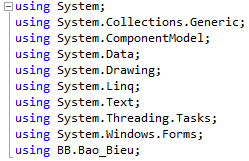 using System;
using System.Collections.Generic;
using System.ComponentModel;
using System.Data;
using System.Drawing;
using System.Linq;
using System.Text;
using System.Threading.Tasks;
using System.Windows.Forms;
using BB.Bao_Bieu;